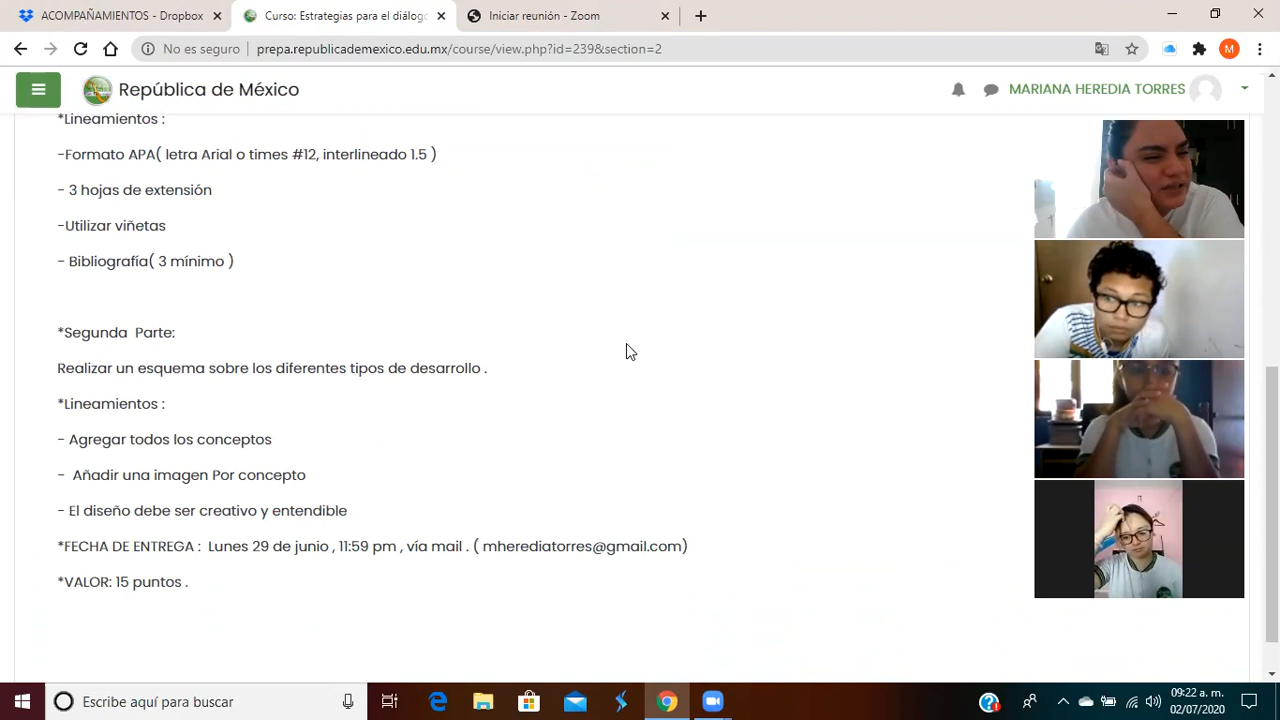 ACOMPAÑAMIENTOS - Dropbox
Curso: Estrategias para el diálogo
Iniciar reunión - Zoom
No es seguro
prepa.republicademexico.edu.mx/course/view.php?id=239&section=2
M
República de México
MARIANA HEREDIA TORRES
*Lineamientos :
-Formato APA( letra Arial o times #12, interlineado 1.5 )
- 3 hojas de extensión
-Utilizar viñetas
- Bibliografía( 3 mínimo )
*Segunda Parte:
Realizar un esquema sobre los diferentes tipos de desarrollo .
*Lineamientos :
- Agregar todos los conceptos
- Añadir una imagen Por concepto
- El diseño debe ser creativo y entendible
*FECHA DE ENTREGA : Lunes 29 de junio , 11:59 pm , vía mail . ( mherediatorres@gmail.com)
*VALOR: 15 puntos .
Escribe aquí para buscar
09:22 a. m.
02/07/2020